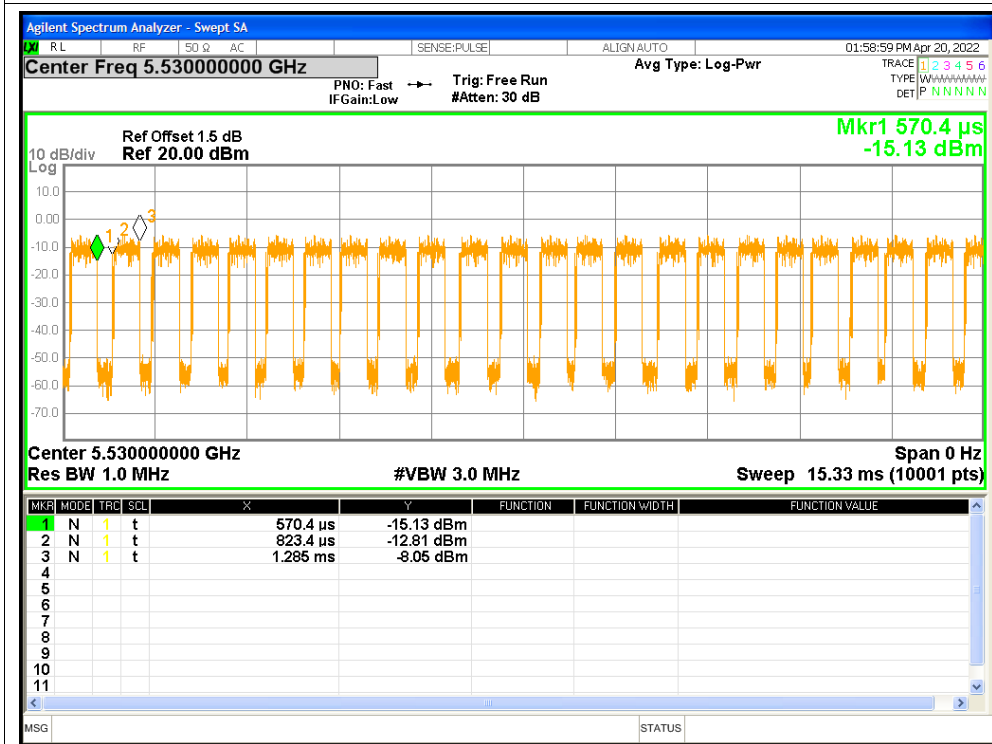 Agilent Spectrum Analyzer - Swept SA
LXI RL RF 50 Ω AC SENSE:PULSE ALIGN AUTO 01:58:59 PM Apr 20, 2022
Center Freq 5.530000000 GHz
PNO: Fast
IFGain:Low
Trig: Free Run
#Atten: 30 dB
Avg Type: Log-Pwr
TRACE 1 2 3 4 5 6
TYPE W
DET P N N N N N
Mkr1 570.4 µs
-15.13 dBm
Ref Offset 1.5 dB
10 dB/div Ref 20.00 dBm
Log
10.0
0.00
-10.0
-20.0
-30.0
-40.0
-50.0
-60.0
-70.0
1 2 3
Center 5.530000000 GHz Span 0 Hz
Res BW 1.0 MHz #VBW 3.0 MHz Sweep 15.33 ms (10001 pts)
MKR MODE TRC SCL X Y FUNCTION FUNCTION WIDTH FUNCTION VALUE
1 N 1 t 570.4 µs -15.13 dBm
2 N 1 t 823.4 µs -12.81 dBm
3 N 1 t 1.285 ms -8.05 dBm
4
5
6
7
8
9
10
11
MSG STATUS